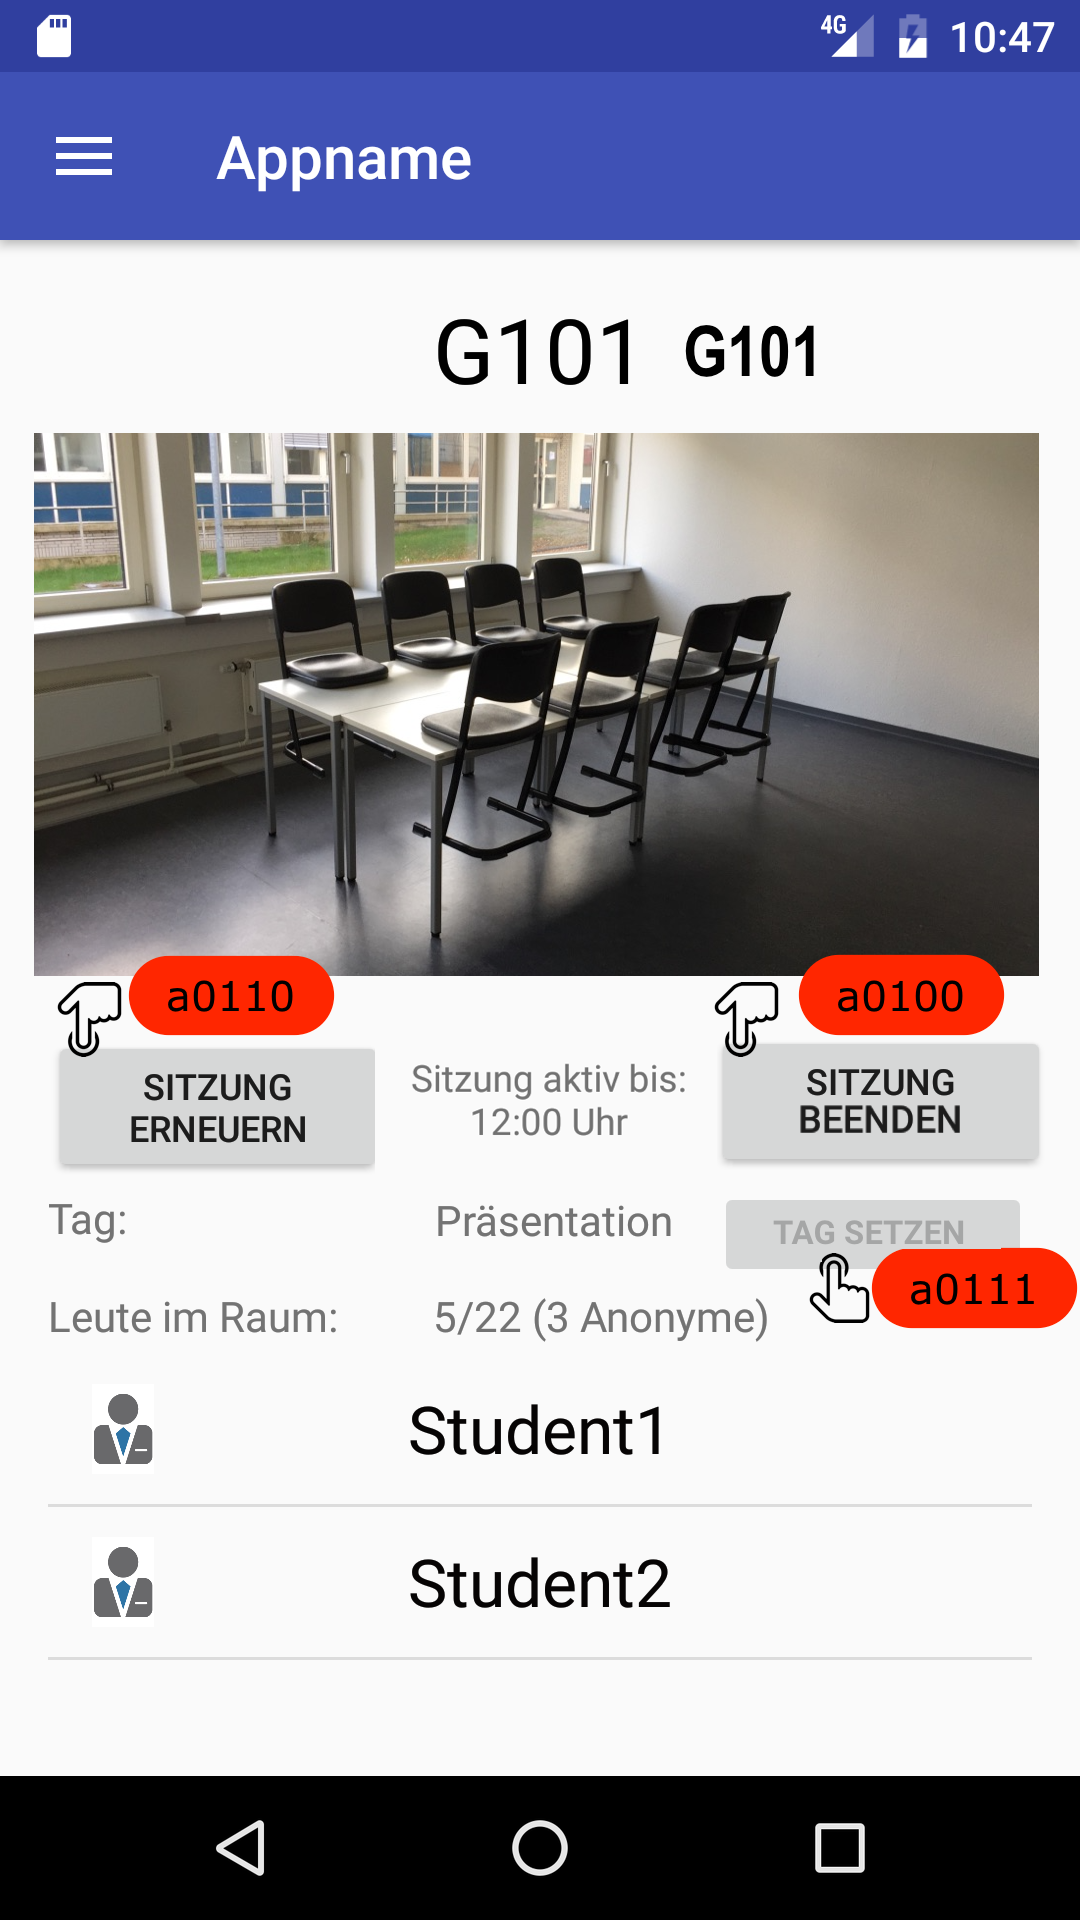 4G 10:47
Appname
G101 G101
a0110 a0100
SITZUNG
ERNEUERN
Sitzung aktiv bis:
12:00 Uhr
SITZUNG
BEENDEN
Tag: Präsentation TAG SETZEN
a0111
Leute im Raum: 5/22 (3 Anonyme)
Student1
Student2